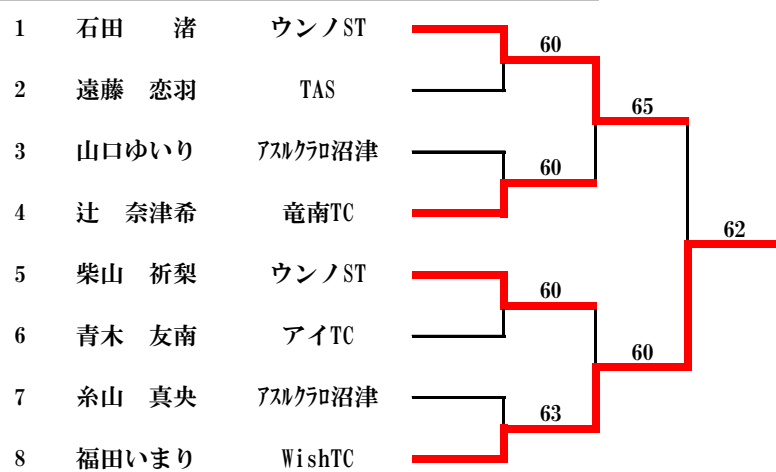 1 石田　　渚 ウンノST
60
2 遠藤　恋羽 TAS
65
3 山口ゆいり ｱｽﾙｸﾗﾛ沼津
60
4 辻　奈津希 竜南TC
62
5 柴山　祈梨 ウンノST
60
6 青木　友南 アイTC
60
7 糸山　真央 ｱｽﾙｸﾗﾛ沼津
63
8 福田いまり WishTC